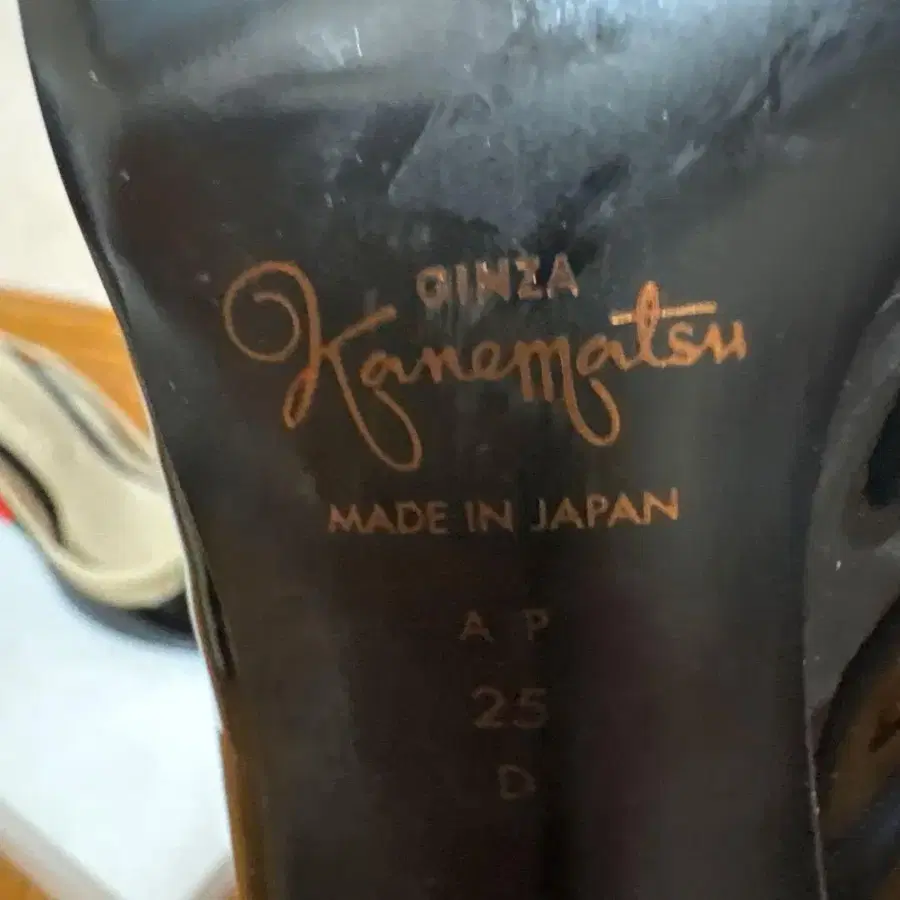 GINZA
Kanematsu
MADE IN JAPAN
A P
25
D